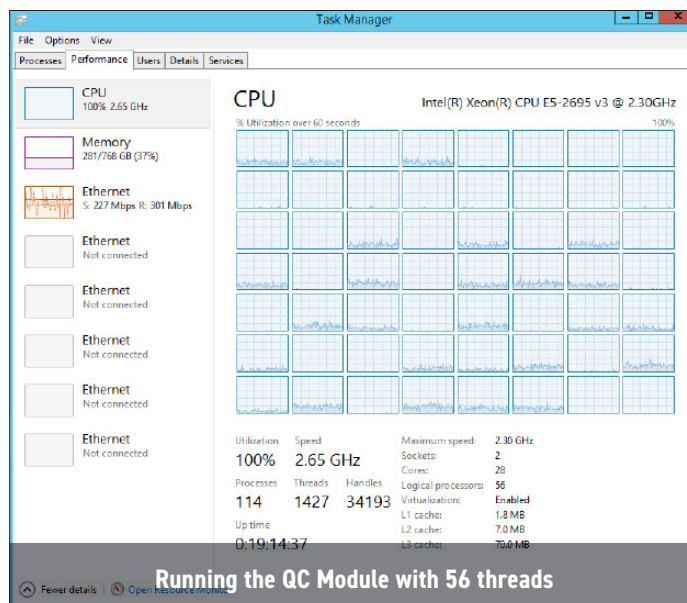 Task Manager
File Options View
Processes Performance Users Details Services
CPU
100% 2.65 GHz
Memory
281/768 GB (37%)
Ethernet
S: 227 Mbps R: 301 Mbps
Ethernet
Not connected
Ethernet
Not connected
Ethernet
Not connected
Ethernet
Not connected
Ethernet
Not connected
CPU Intel(R) Xeon(R) CPU E5-2695 v3 @ 2.30GHz
% Utilization over 60 seconds 100%
Utilization Speed
100% 2.65 GHz
Processes Threads Handles
114 1427 34193
Up time
0:19:14:37
Maximum speed: 2.30 GHz
Sockets: 2
Cores: 28
Logical processors: 56
Virtualization: Enabled
L1 cache: 1.8 MB
L2 cache: 7.0 MB
L3 cache: 70.0 MB
Running the QC Module with 56 threads
Fewer details Open Resource Monitor